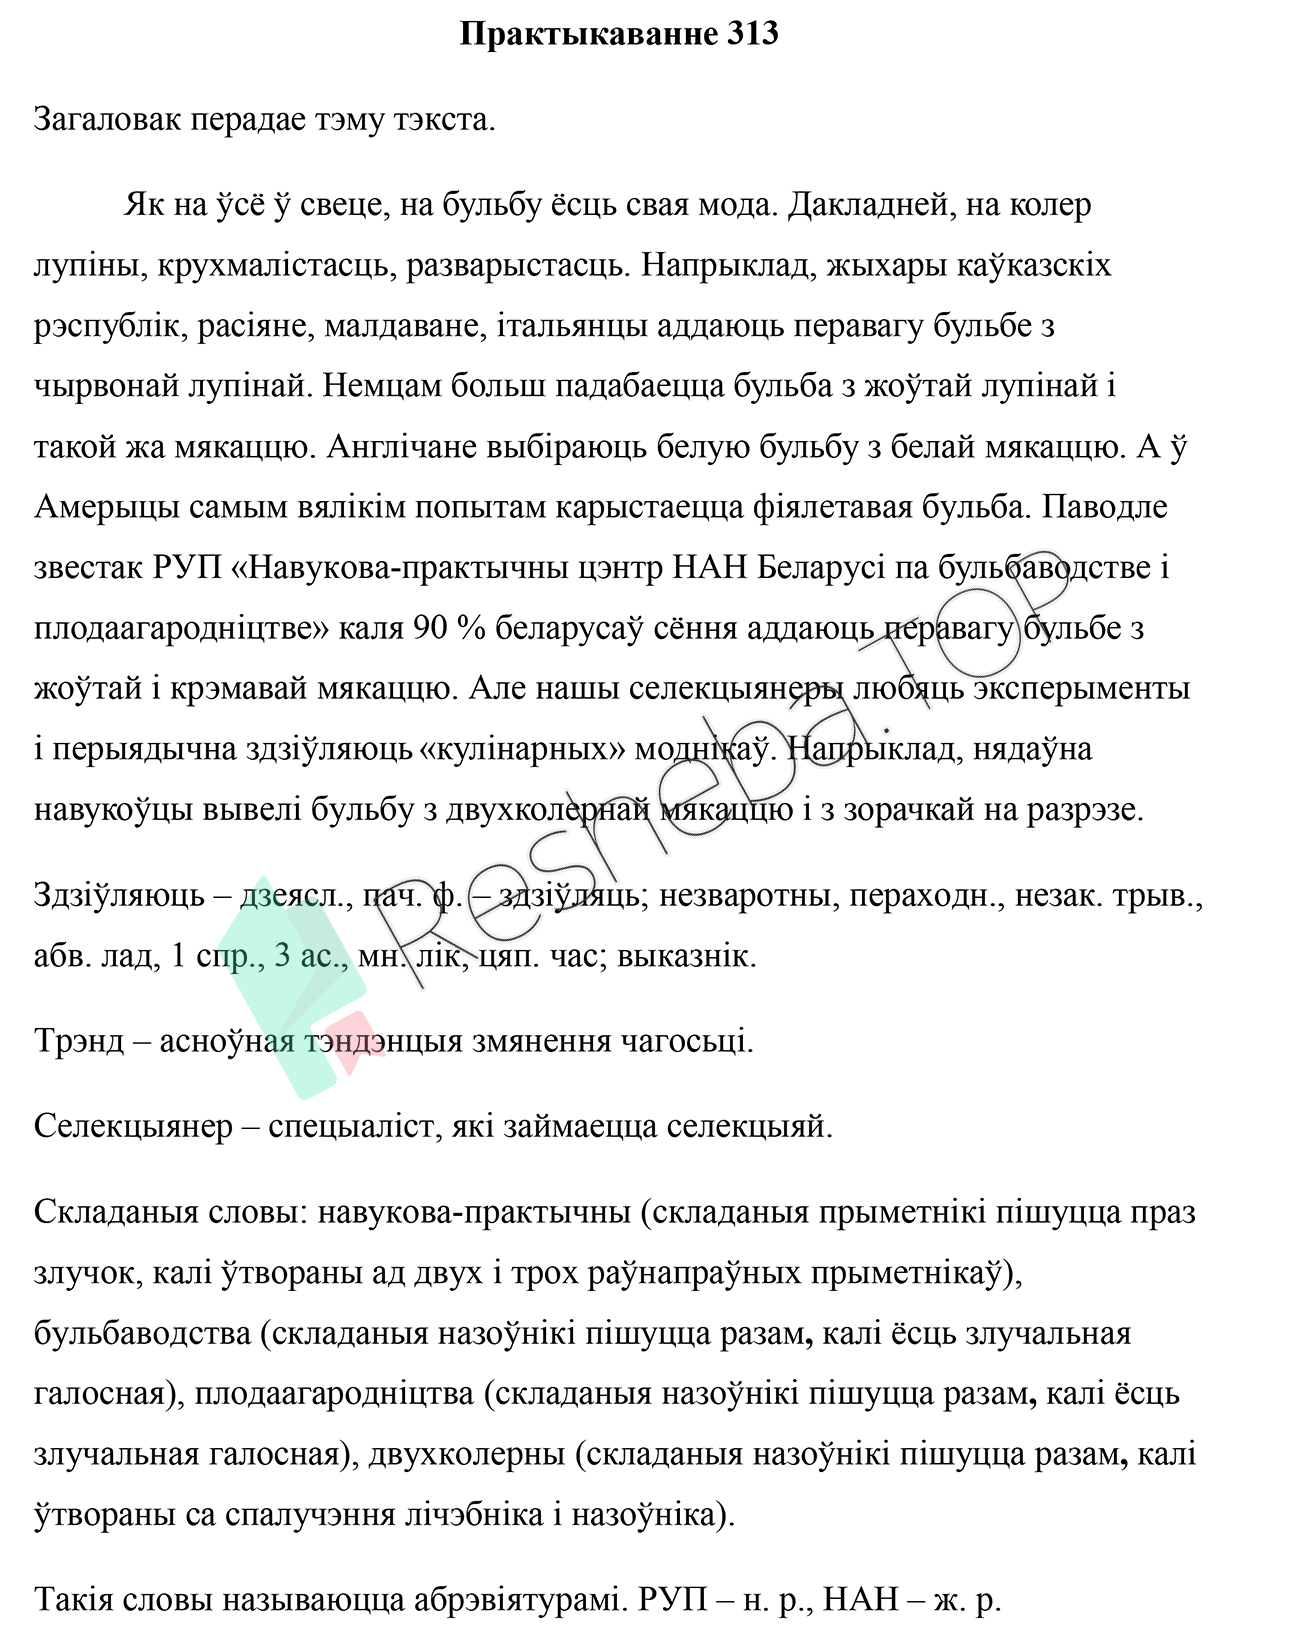 Практыкаванне 313
Загаловак перадае тэму тэкста.
Як на ўсё ў свеце, на бульбу ёсць свая мода. Дакладней, на колер
лупіны, крухмалістасць, разварыстасць. Напрыклад, жыхары каўказскіх
рэспублік, расіяне, малдаване, італьянцы аддаюць перавагу бульбе з
чырвонай лупінай. Немцам больш падабаецца бульба з жоўтай лупінай і
такой жа мякаццю. Англічане выбіраюць белую бульбу з белай мякаццю. А ў
Амерыцы самым вялікім попытам карыстаецца фіялетавая бульба. Паводле
звестак РУП «Навукова-практычны цэнтр НАН Беларусі па бульбаводстве і
плодаагародніцтве» каля 90 % беларусаў сёння аддаюць перавагу бульбе з
жоўтай і крэмавай мякаццю. Але нашы селекцыянеры любяць эксперыменты
і перыядычна здзіўляюць «кулінарных» моднікаў. Напрыклад, нядаўна
навукоўцы вывелі бульбу з двухколернай мякаццю і з зорачкай на разрэзе.
Здзіўляюць – дзеясл., пач. ф. – здзіўляць; незваротны, пераходн., незак. трыв.,
абв. лад, 1 спр., 3 ас., мн. лік, цяп. час; выказнік.
Трэнд – асноўная тэндэнцыя змянення чагосьці.
Селекцыянер – спецыаліст, які займаецца селекцыяй.
Складаныя словы: навукова-практычны (складаныя прыметнікі пішуцца праз
злучок, калі ўтвораны ад двух і трох раўнапраўных прыметнікаў),
бульбаводства (складаныя назоўнікі пішуцца разам, калі ёсць злучальная
галосная), плодаагародніцтва (складаныя назоўнікі пішуцца разам, калі ёсць
злучальная галосная), двухколерны (складаныя назоўнікі пішуцца разам, калі
ўтвораны са спалучэння лічэбніка і назоўніка).
Такія словы называюцца абрэвіятурамі. РУП – н. р., НАН – ж. р.
Resheba.TOP